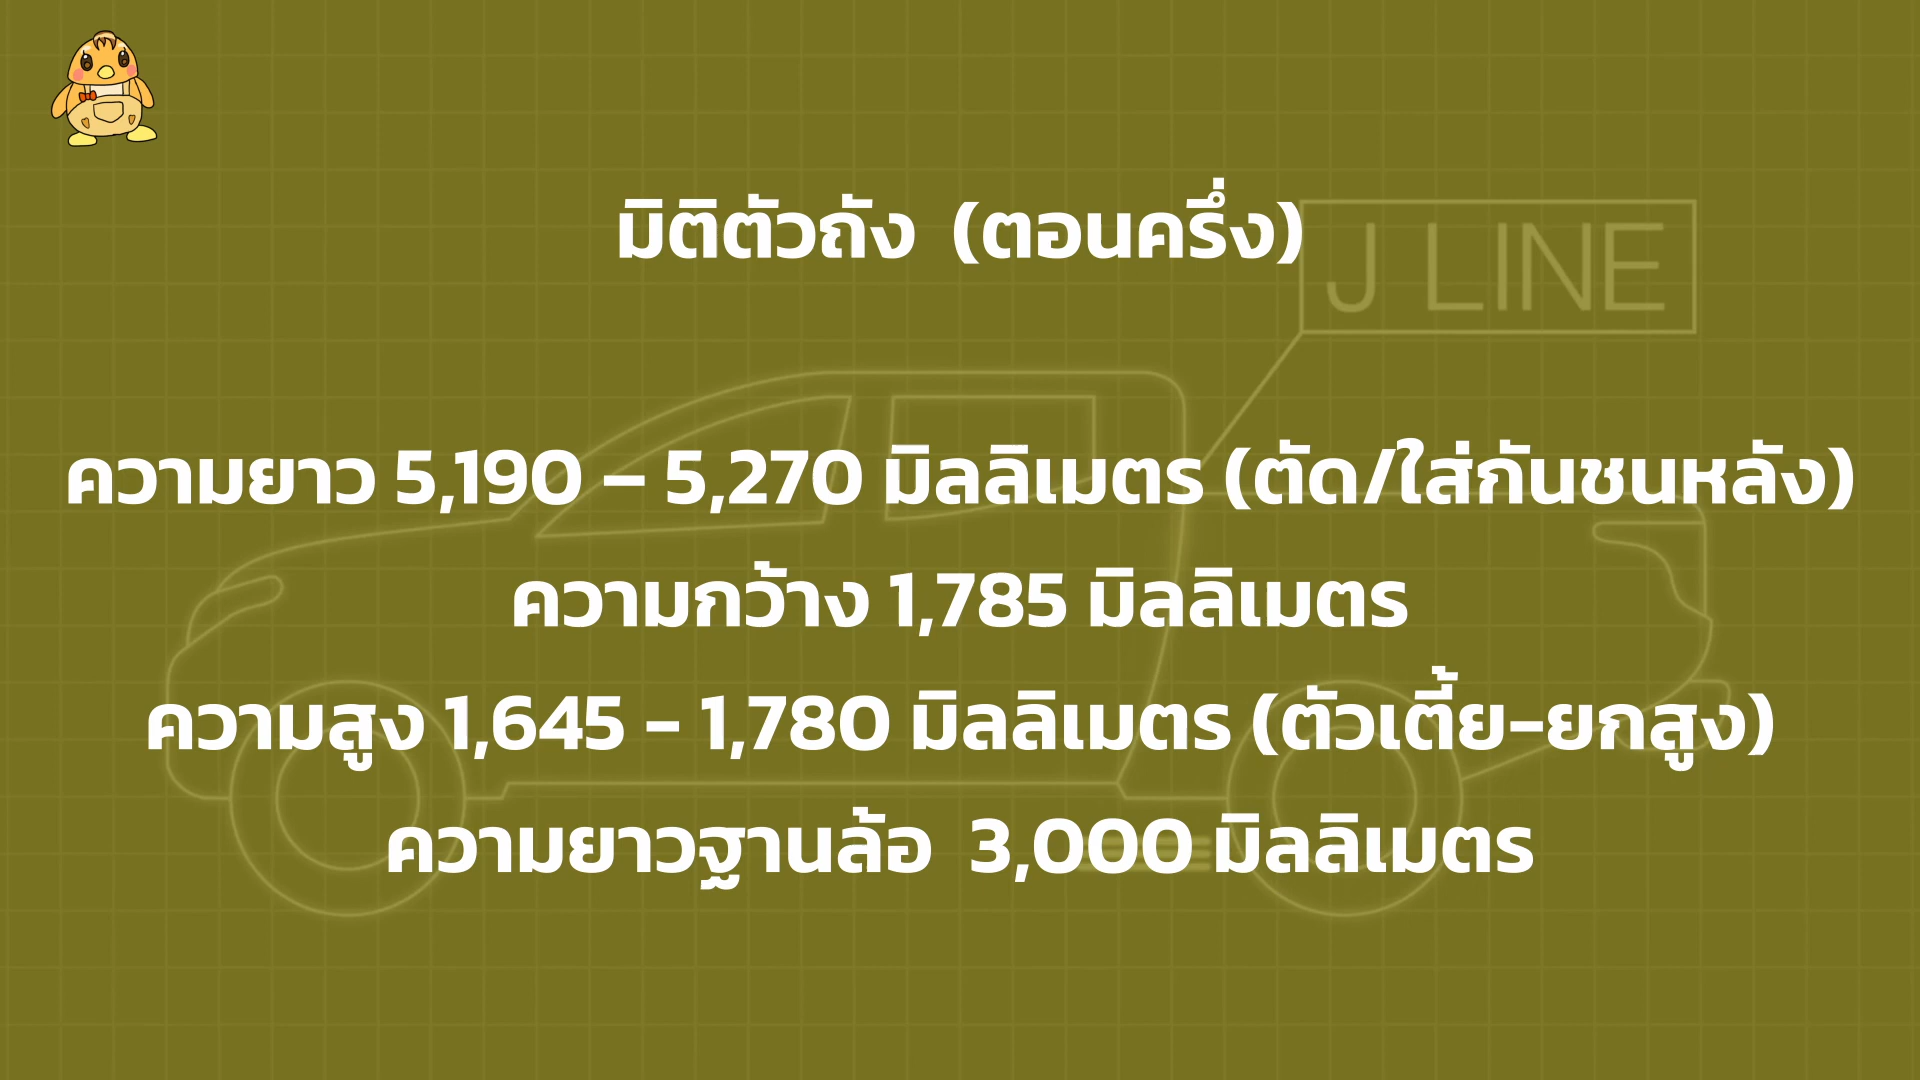 มิติตัวถัง (ตอนครึ่ง)
J LINE
ความยาว 5,190 – 5,270 มิลลิเมตร (ตัด/ใส่กันชนหลัง)
ความกว้าง 1,785 มิลลิเมตร
ความสูง 1,645 - 1,780 มิลลิเมตร (ตัวเตี้ย-ยกสูง)
ความยาวฐานล้อ 3,000 มิลลิเมตร